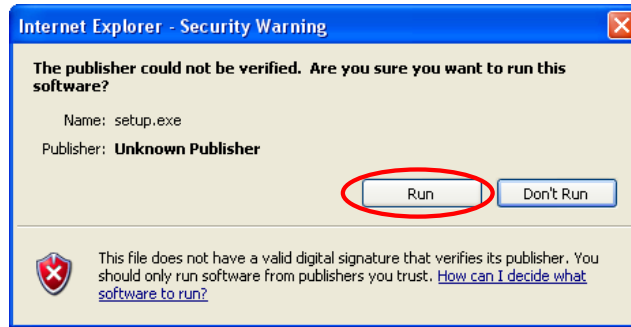 Internet Explorer - Security Warning
The publisher could not be verified.  Are you sure you want to run this
software?
Name: setup.exe
Publisher: Unknown Publisher
Run
Don't Run
This file does not have a valid digital signature that verifies its publisher. You
should only run software from publishers you trust. How can I decide what
software to run?